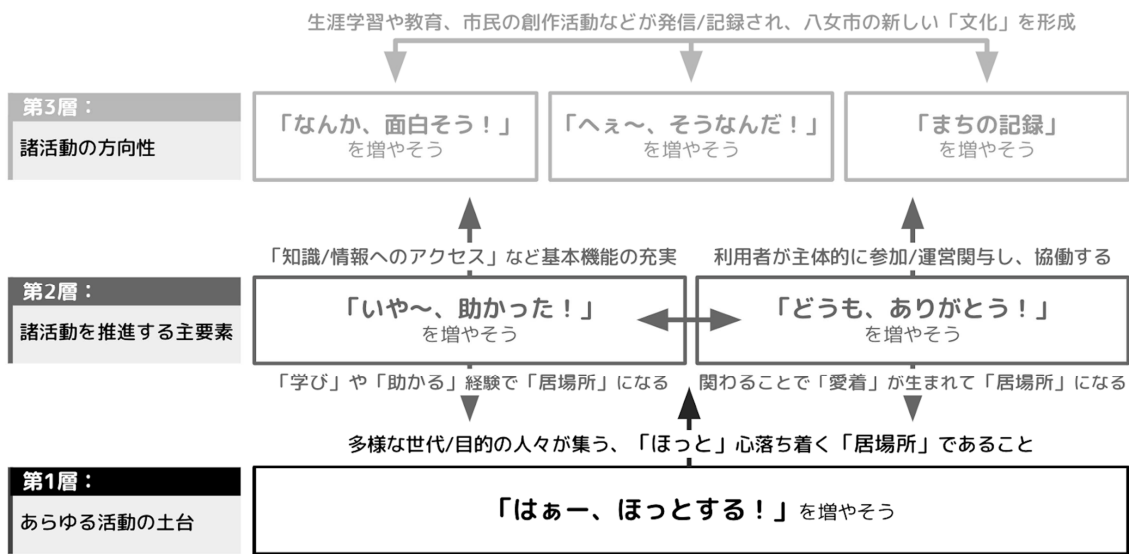 生涯学習や教育、市民の創作活動などが発信/記録され、八女市の新しい「文化」を形成
第3層：
諸活動の方向性
「なんか、面白そう！」
を増やそう
「へぇ〜、そうなんだ！」
を増やそう
「まちの記録」
を増やそう
「知識/情報へのアクセス」など基本機能の充実
利用者が主体的に参加/運営関与し、協働する
第2層：
諸活動を推進する主要素
「いや〜、助かった！」
を増やそう
「どうも、ありがとう！」
を増やそう
「学び」や「助かる」経験で「居場所」になる
関わることで「愛着」が生まれて「居場所」になる
多様な世代/目的の人々が集う、「ほっと」心落ち着く「居場所」であること
第1層：
あらゆる活動の土台
「はぁー、ほっとする！」を増やそう